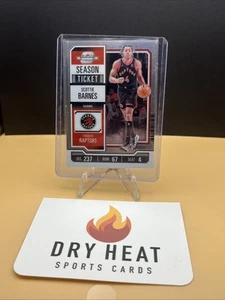 SEASON
TICKET
SCOTTIE
BARNES
RAPTORS
SEC 237
ROW 67
SEAT 4
DRY HEAT
SPORTS CARDS